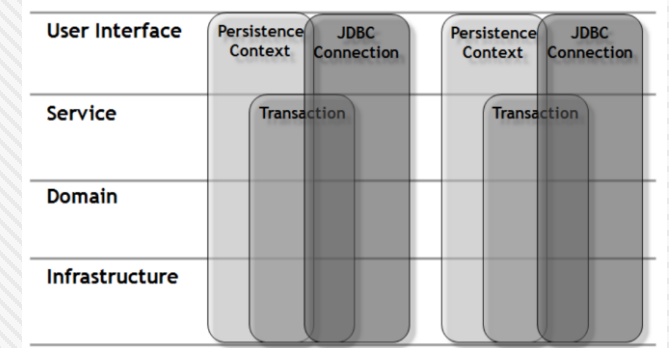 User Interface
Persistence Context
JDBC Connection
Persistence Context
JDBC Connection
Service
Transaction
Transaction
Domain
Infrastructure